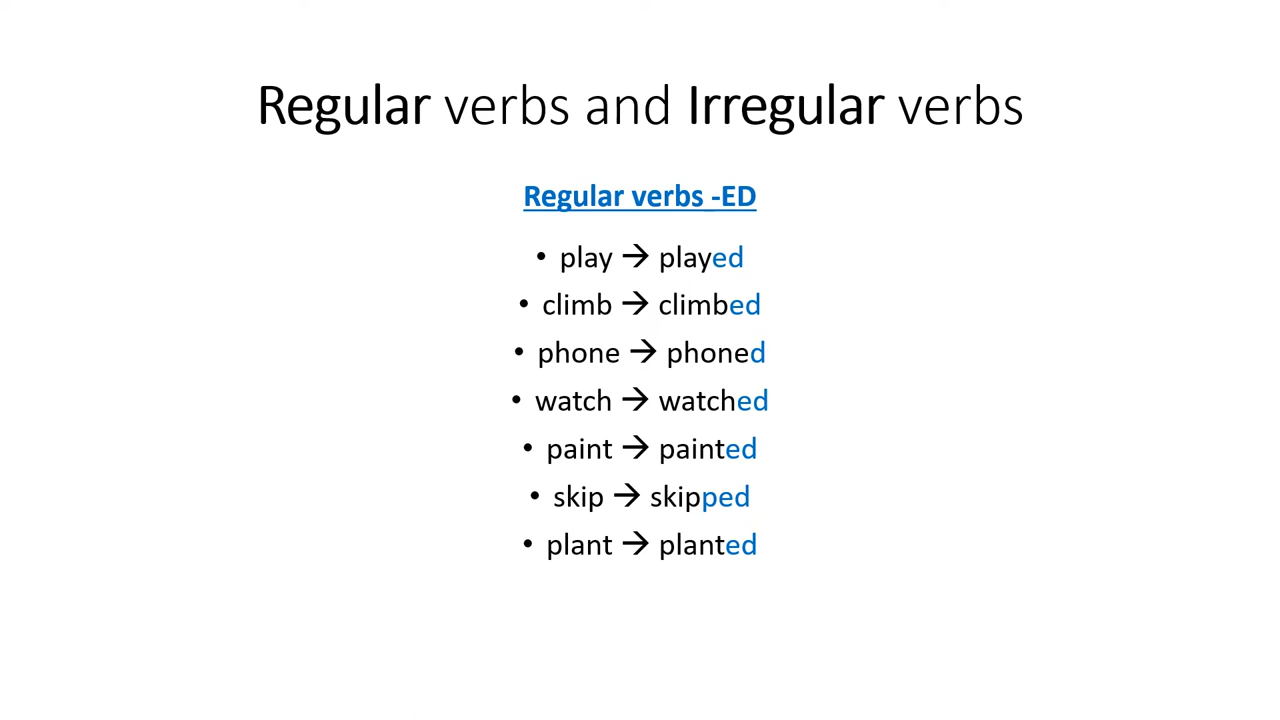 Regular verbs and Irregular verbs
Regular verbs -ED
• play → played
• climb → climbed
• phone → phoned
• watch → watched
• paint → painted
• skip → skipped
• plant → planted